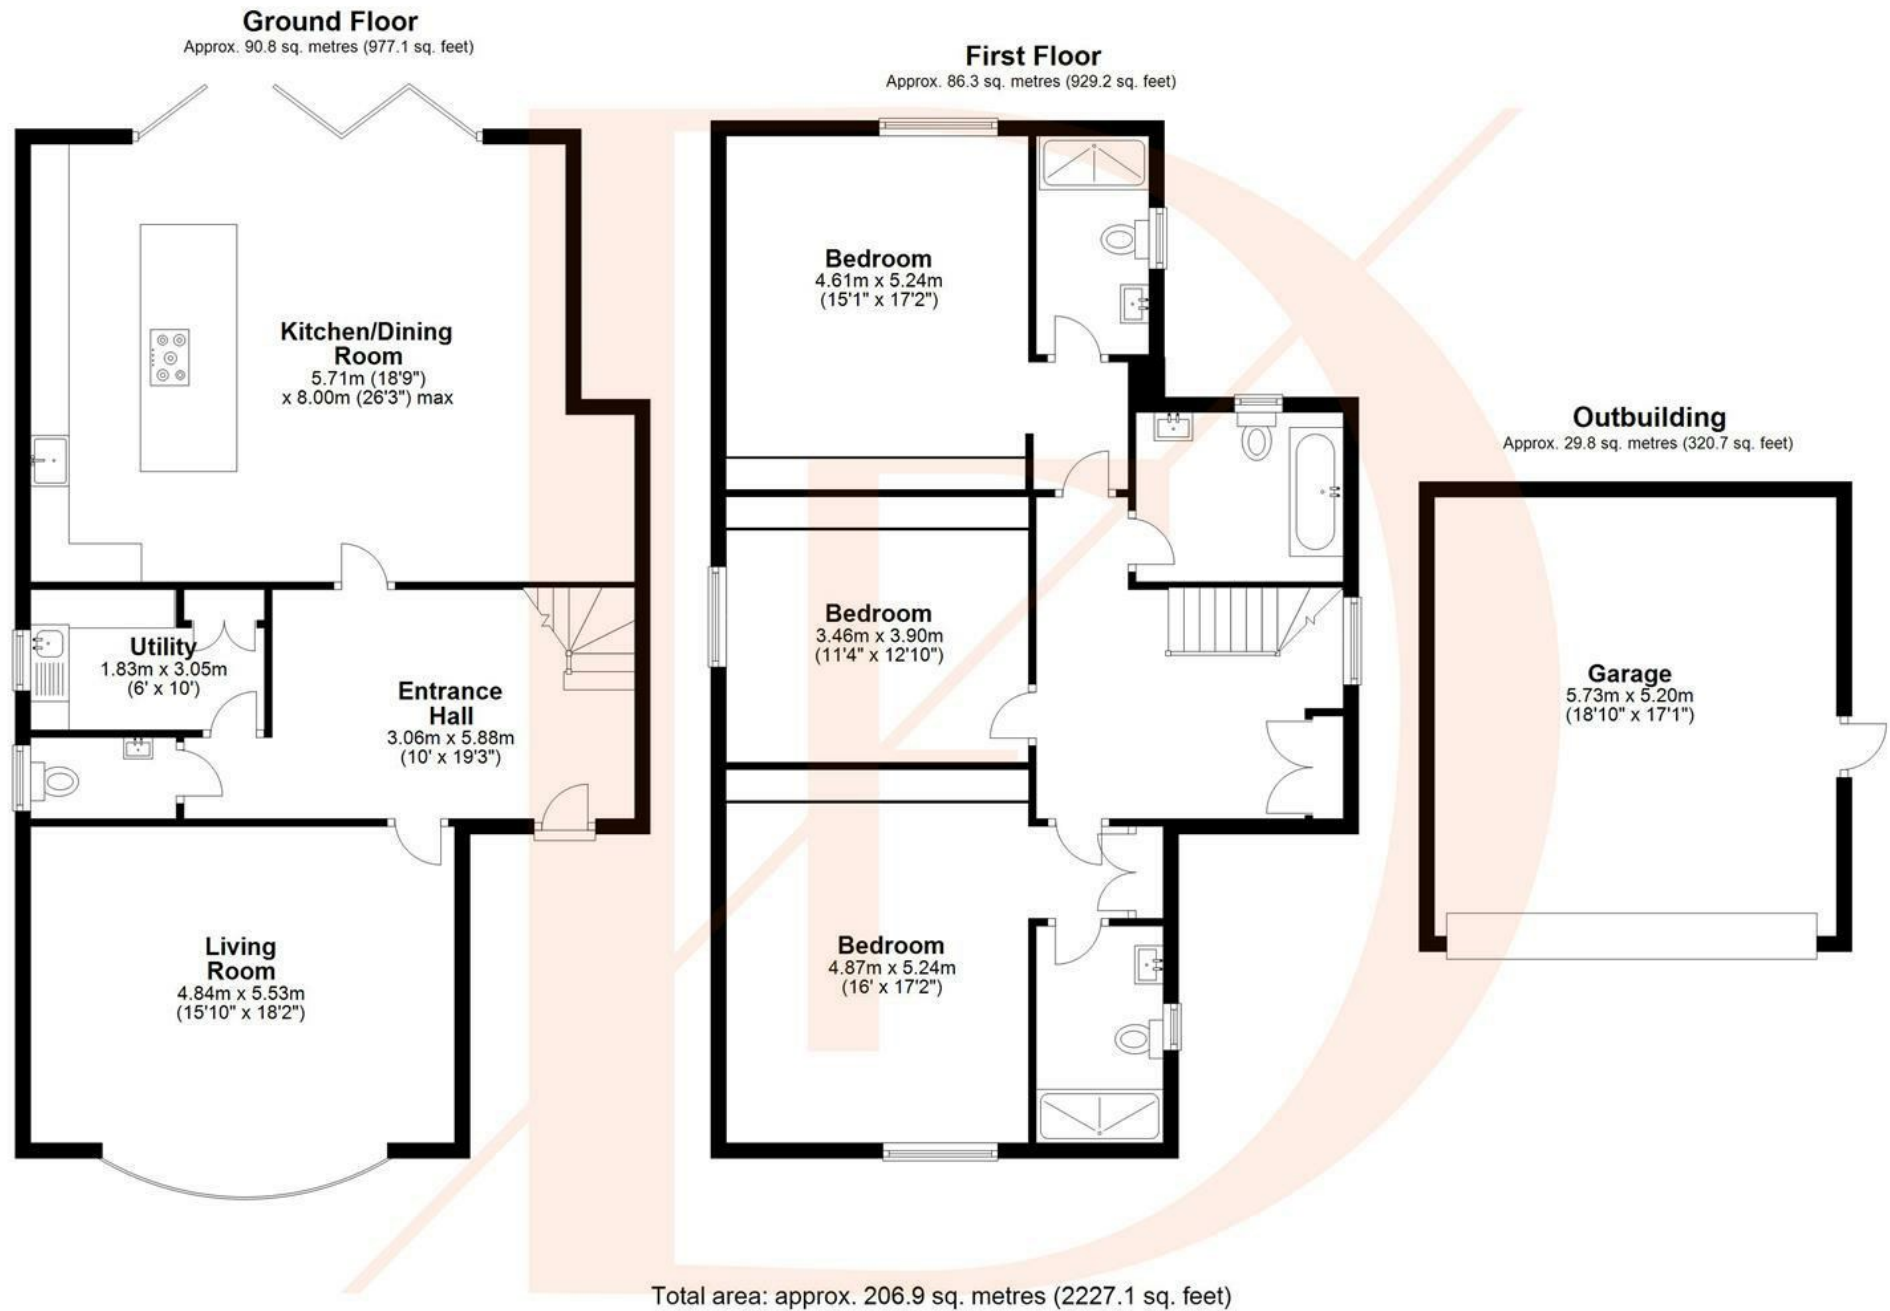 Ground Floor
Approx. 90.8 sq. metres (977.1 sq. feet)
Kitchen/Dining
Room
5.71m (18'9")
x 8.00m (26'3") max
Utility
1.83m x 3.05m
(6' x 10')
Entrance
Hall
3.06m x 5.88m
(10' x 19'3")
Living
Room
4.84m x 5.53m
(15'10" x 18'2")
First Floor
Approx. 86.3 sq. metres (929.2 sq. feet)
Bedroom
4.61m x 5.24m
(15'1" x 17'2")
Bedroom
3.46m x 3.90m
(11'4" x 12'10")
Bedroom
4.87m x 5.24m
(16' x 17'2")
Outbuilding
Approx. 29.8 sq. metres (320.7 sq. feet)
Garage
5.73m x 5.20m
(18'10" x 17'1")
Total area: approx. 206.9 sq. metres (2227.1 sq. feet)